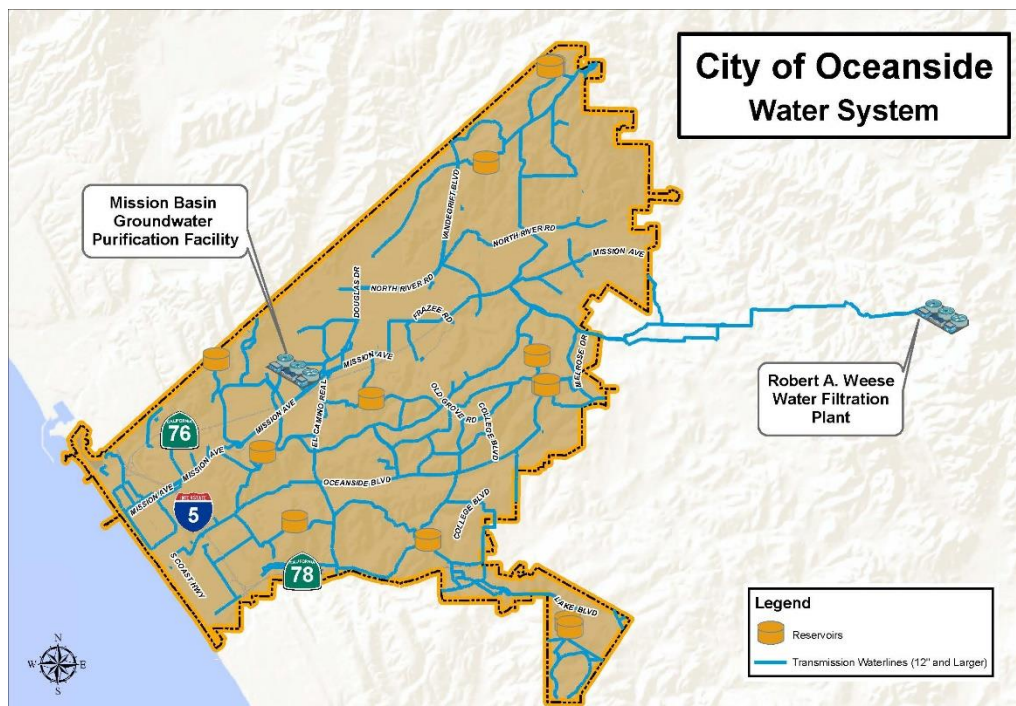 City of Oceanside
Water System
Mission Basin
Groundwater
Purification Facility
VANDEGRIFT BLVD
NORTH RIVER RD
MISSION AVE
DOUGLAS DR
NORTH RIVER RD
FRAZEE RD
MISSION AVE
MELROSE DR
Robert A. Weese
Water Filtration
Plant
EL CAMINO REAL
OLD GROVE RD
COLLEGE BLVD
CALIFORNIA
76
MISSION AVE
MISSION AVE
MISSION AVE
OCEANSIDE BLVD
INTERSTATE
5
COLLEGE BLVD
S COAST HWY
CALIFORNIA
78
LAKE BLVD
Legend
Reservoirs
Transmission Waterlines (12" and Larger)
N
W E
S